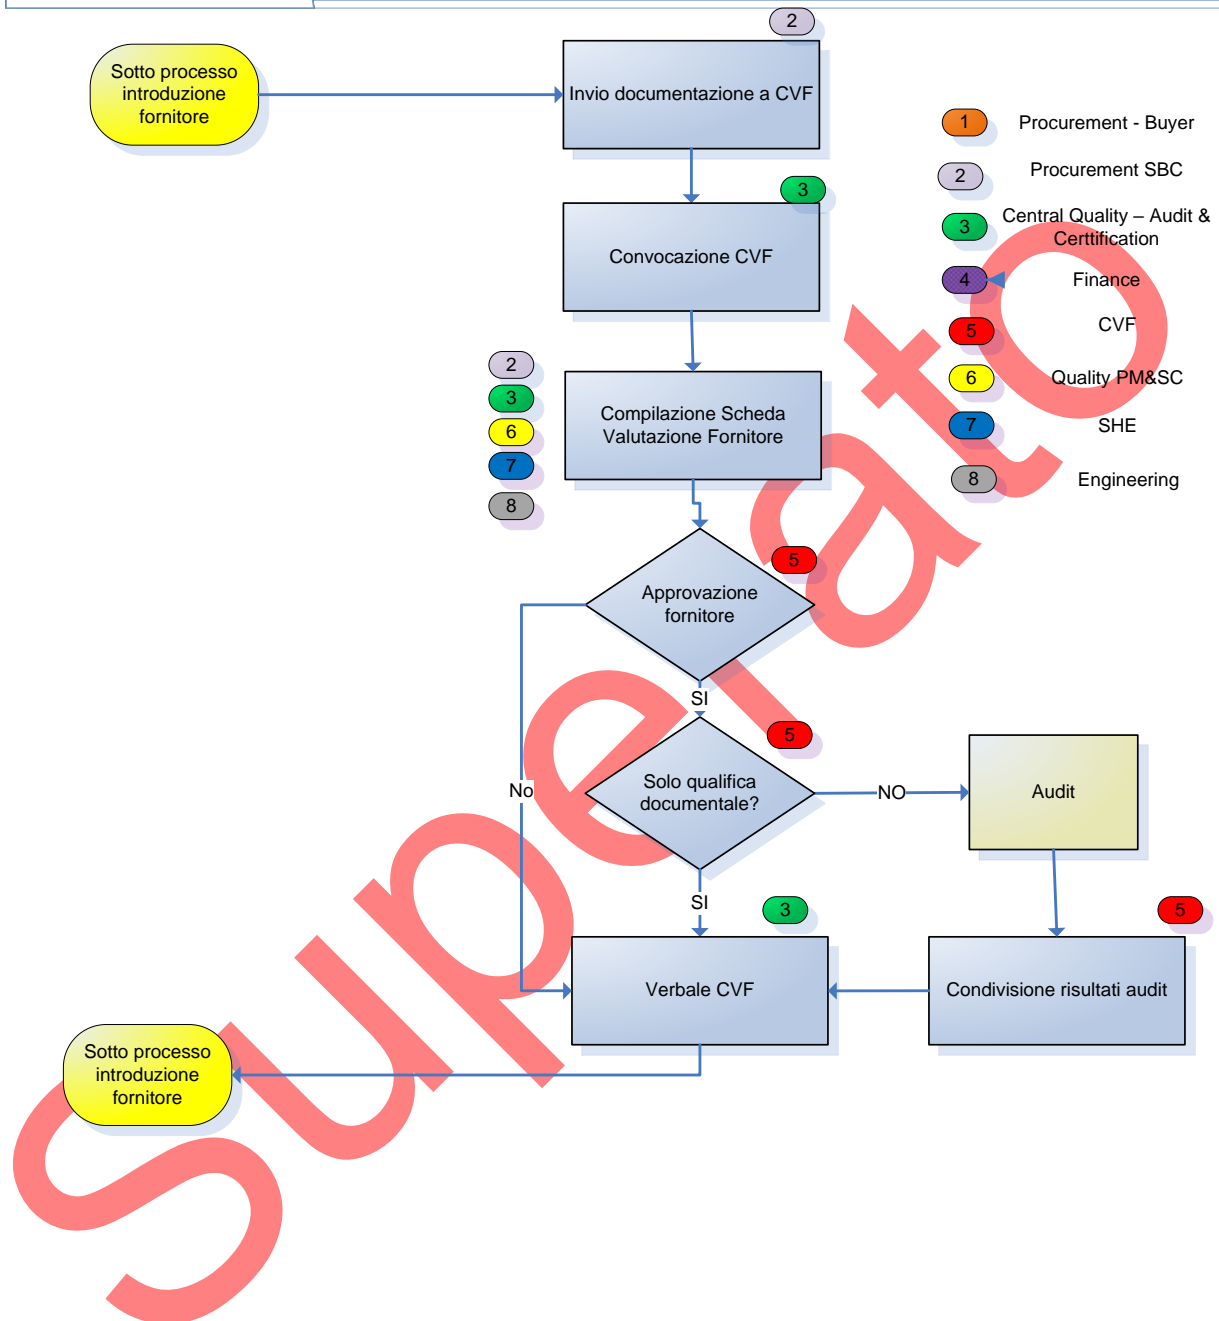 2
Sotto processo
introduzione
fornitore
Invio documentazione a CVF
1 Procurement - Buyer
2 Procurement SBC
3 Central Quality – Audit &
Certtification
4 Finance
5 CVF
6 Quality PM&SC
7 SHE
8 Engineering
3
Convocazione CVF
2
3
6
7
8
Compilazione Scheda
Valutazione Fornitore
5
Approvazione
fornitore
SI
5
No
Solo qualifica
documentale?
NO
Audit
SI
3
5
Verbale CVF
Condivisione risultati audit
Sotto processo
introduzione
fornitore
Superato